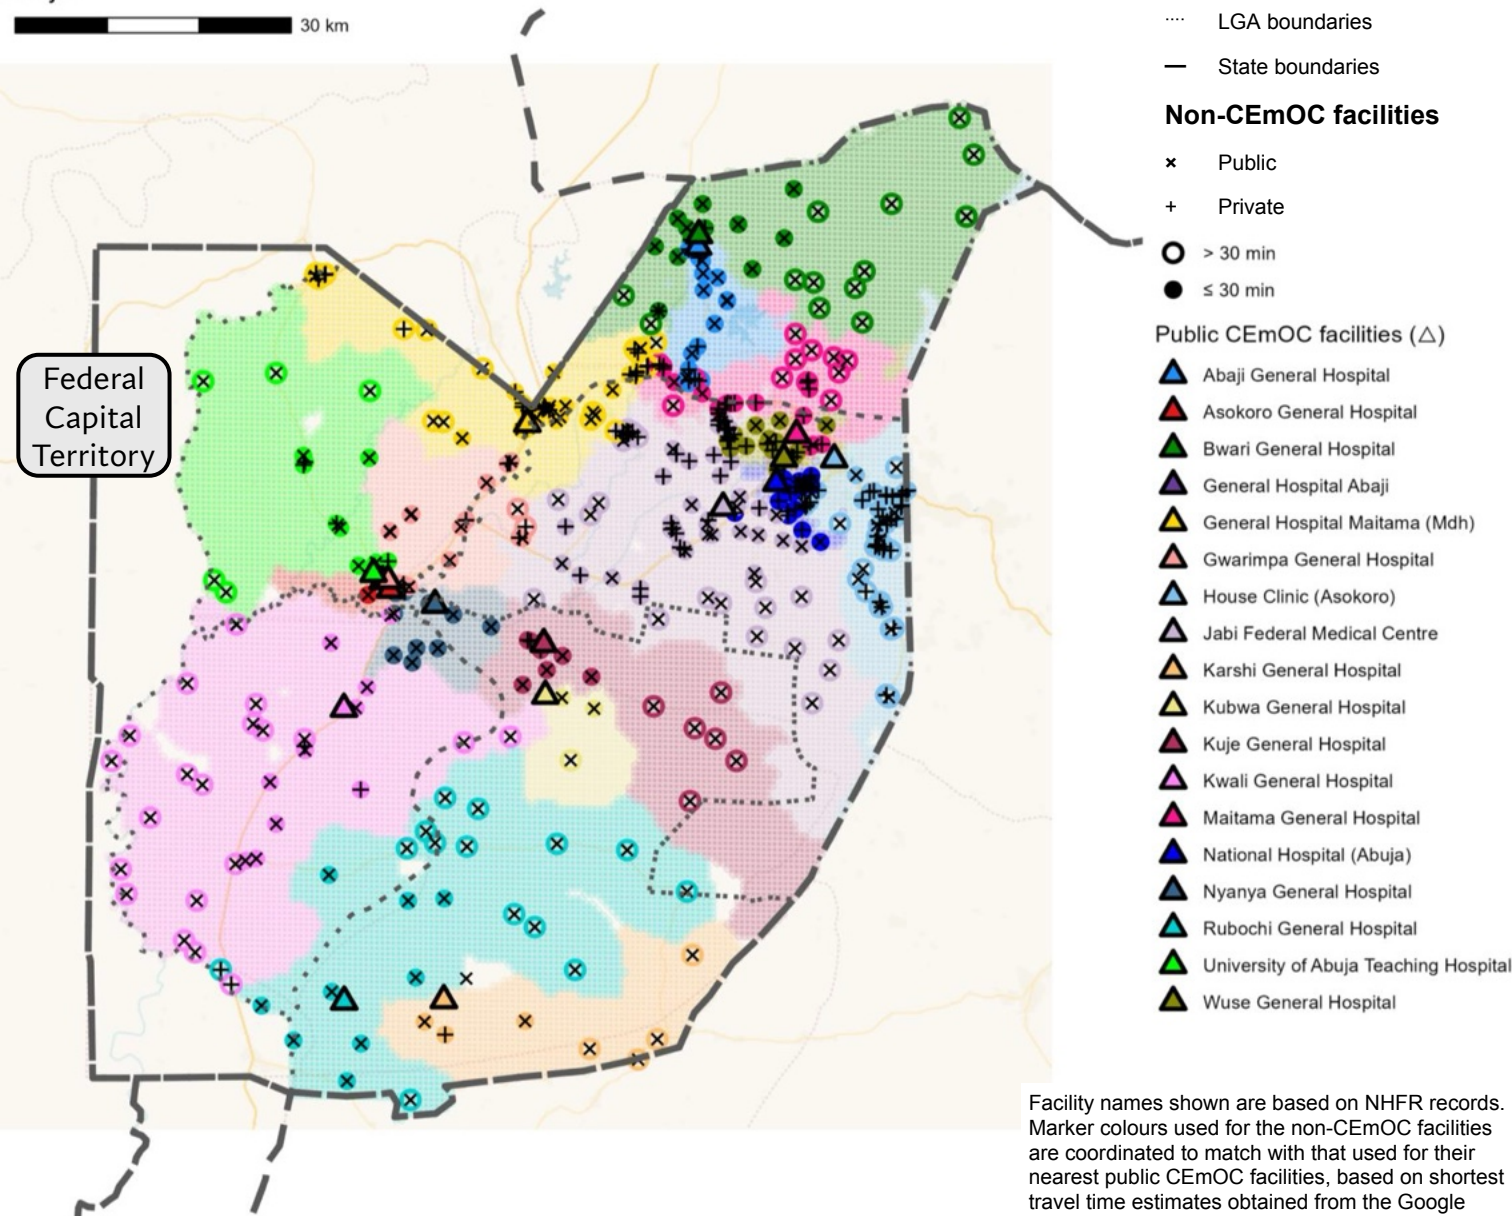 30 km
LGA boundaries
State boundaries
Non-CEmOC facilities
Public
Private
> 30 min
≤ 30 min
Public CEmOC facilities (△)
Abaji General Hospital
Asokoro General Hospital
Bwari General Hospital
General Hospital Abaji
General Hospital Maitama (Mdh)
Gwarimpa General Hospital
House Clinic (Asokoro)
Jabi Federal Medical Centre
Karshi General Hospital
Kubwa General Hospital
Kuje General Hospital
Kwali General Hospital
Maitama General Hospital
National Hospital (Abuja)
Nyanya General Hospital
Rubochi General Hospital
University of Abuja Teaching Hospital
Wuse General Hospital
Federal
Capital
Territory
Facility names shown are based on NHFR records.
Marker colours used for the non-CEmOC facilities
are coordinated to match with that used for their
nearest public CEmOC facilities, based on shortest
travel time estimates obtained from the Google